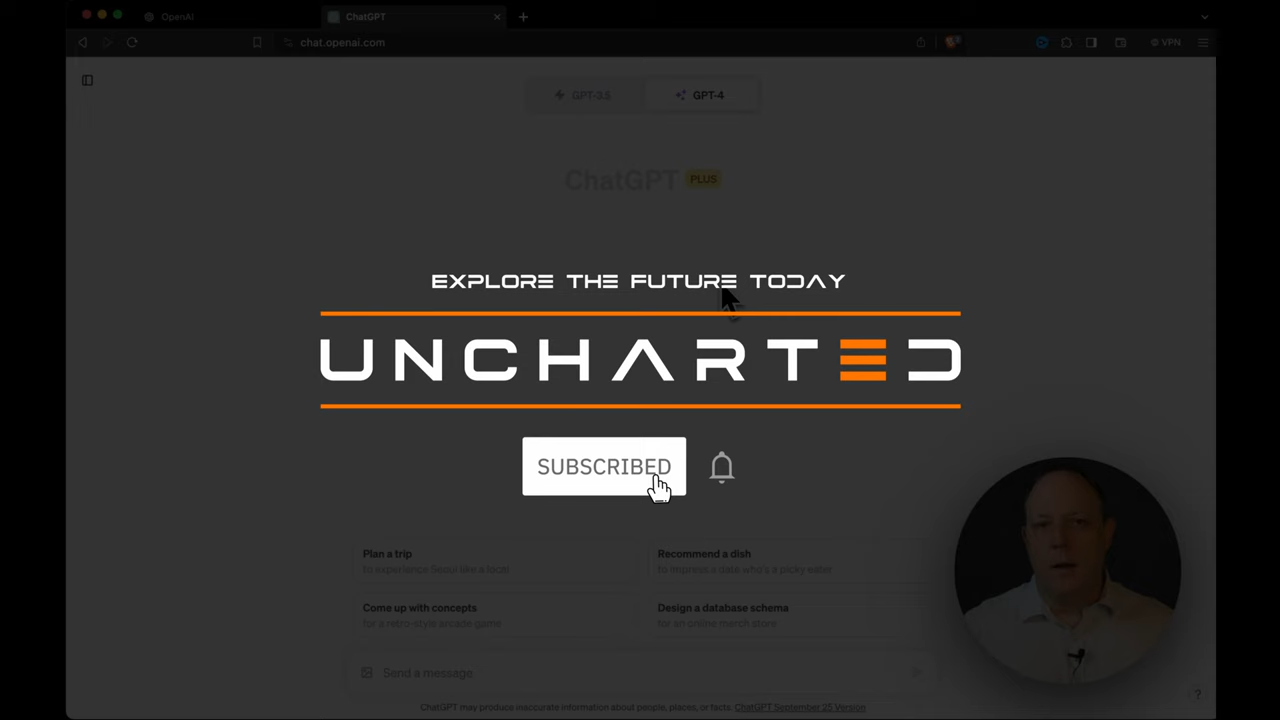 OpenAI
ChatGPT
chat.openai.com
VPN
GPT-3.5
GPT-4
ChatGPT PLUS
EXPLORE THE FUTURE TODAY
UNCHARTED
SUBSCRIBED
Plan a trip
to experience Seoul like a local
Recommend a dish
to impress a date who's a picky eater
Come up with concepts
for a retro-style arcade game
Design a database schema
for an online merch store
Send a message
?
ChatGPT may produce inaccurate information about people, places, or facts. ChatGPT September 25 Version